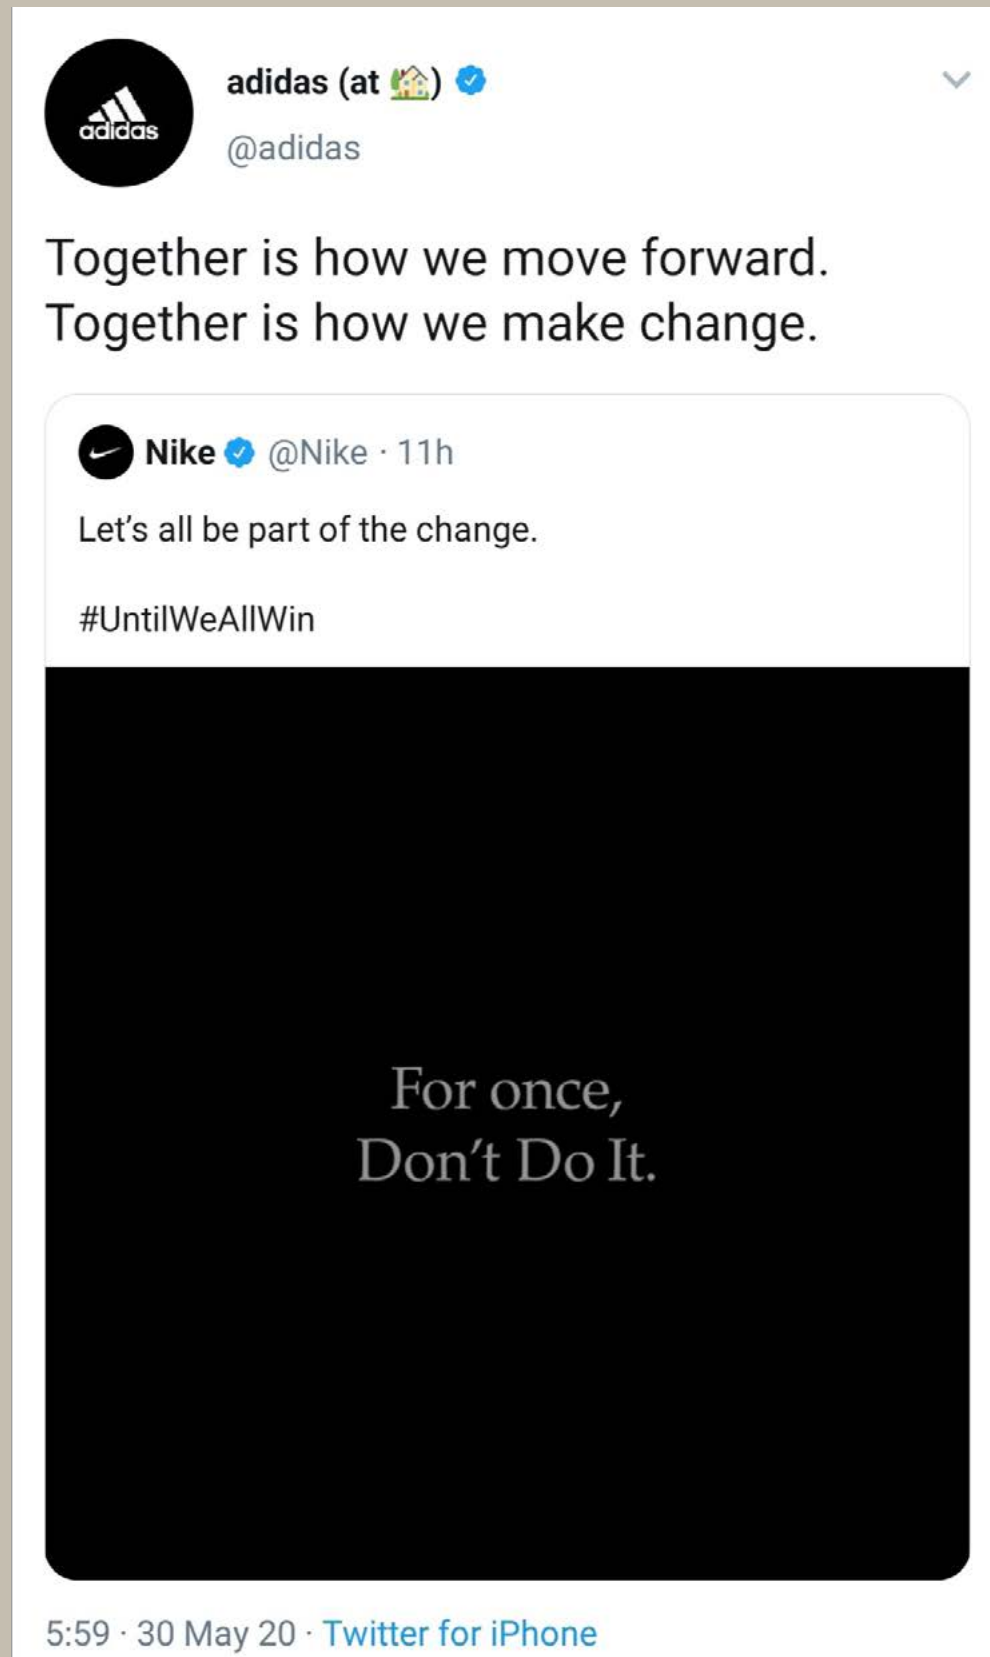 adidas
adidas (at 🏡)
@adidas
Together is how we move forward.
Together is how we make change.
Nike @Nike · 11h
Let’s all be part of the change.
#UntilWeAllWin
For once,
Don’t Do It.
5:59 · 30 May 20 · Twitter for iPhone